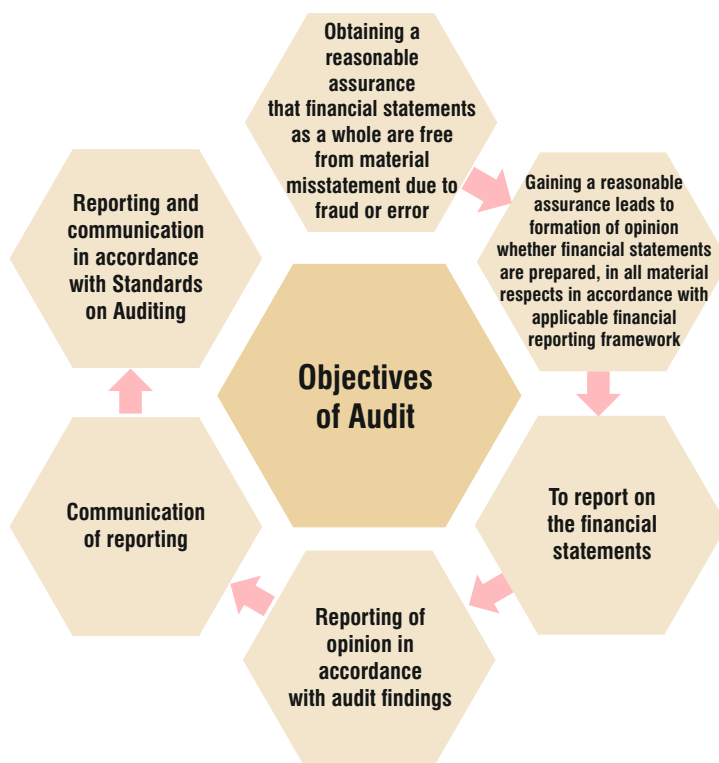 Obtaining a
reasonable
assurance
that financial statements
as a whole are free
from material
misstatement due to
fraud or error
Gaining a reasonable
assurance leads to
formation of opinion
whether financial statements
are prepared, in all material
respects in accordance with
applicable financial
reporting framework
To report on
the financial
statements
Reporting of
opinion in
accordance
with audit findings
Communication
of reporting
Reporting and
communication
in accordance
with Standards
on Auditing
Objectives
of Audit